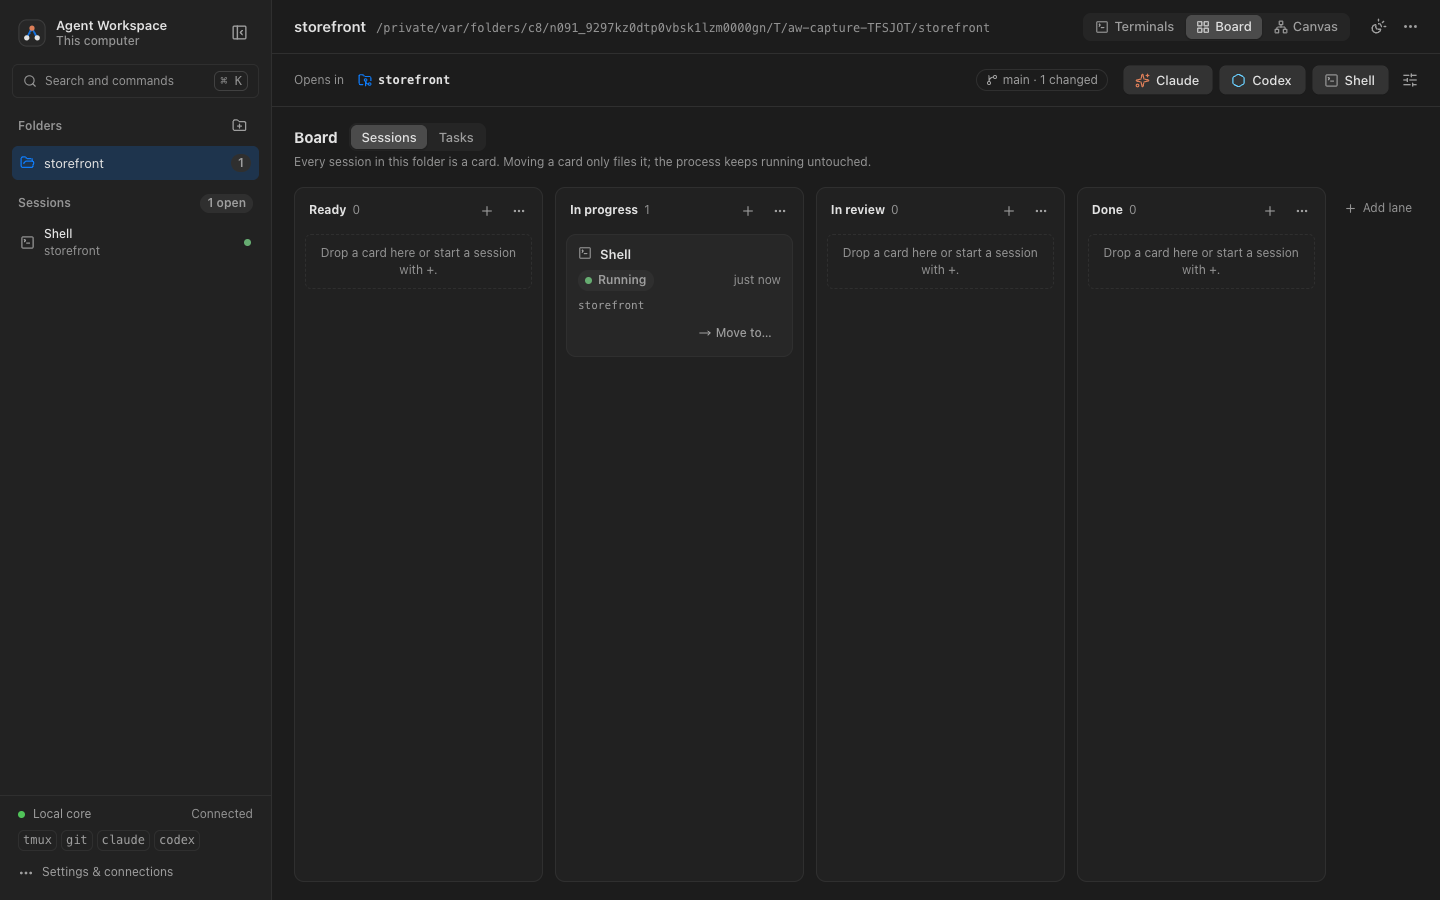 Agent Workspace
This computer
Search and commands ⌘ K
Folders
storefront 1
Sessions 1 open
Shell
storefront
Local core Connected
tmux git claude codex
Settings & connections
storefront /private/var/folders/c8/n091_9297kz0dtp0vbsk1lzm0000gn/T/aw-capture-TFSJOT/storefront
Terminals Board Canvas
Opens in storefront
main · 1 changed
Claude Codex Shell
Board Sessions Tasks
Every session in this folder is a card. Moving a card only files it; the process keeps running untouched.
Ready 0
Drop a card here or start a session
with +.
In progress 1
Shell
Running just now
storefront
→ Move to...
In review 0
Drop a card here or start a session
with +.
Done 0
Drop a card here or start a session
with +.
+ Add lane